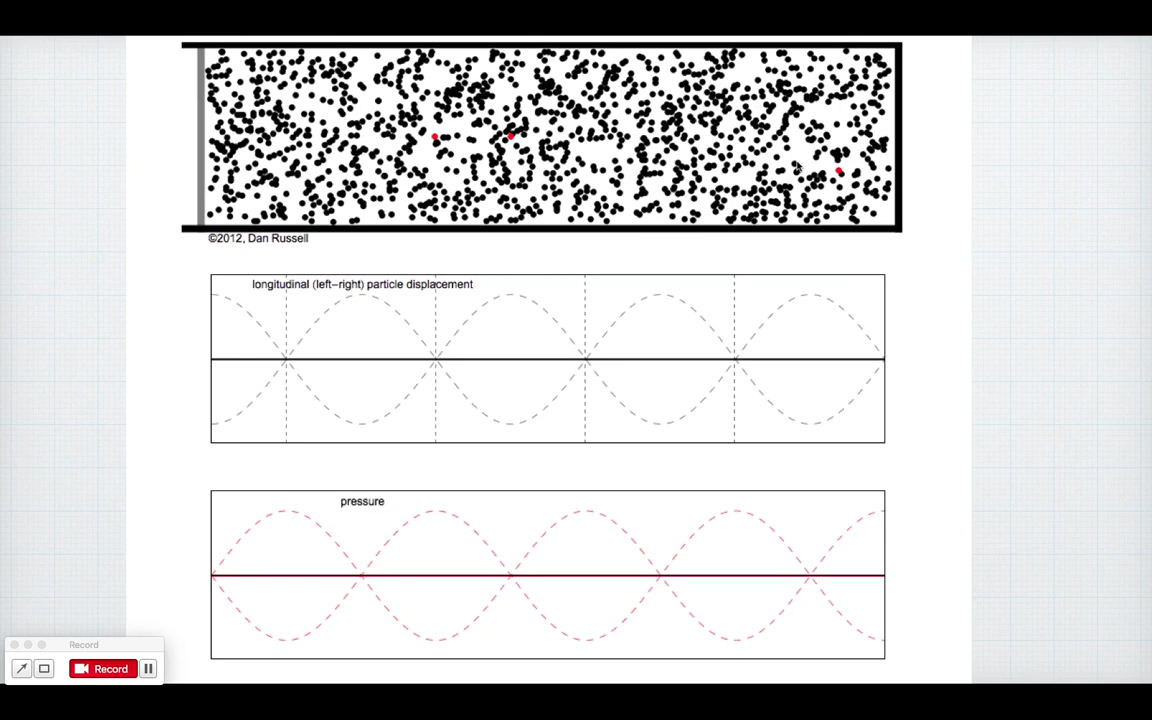 ©2012, Dan Russell
longitudinal (left−right) particle displacement
pressure
Record
Record